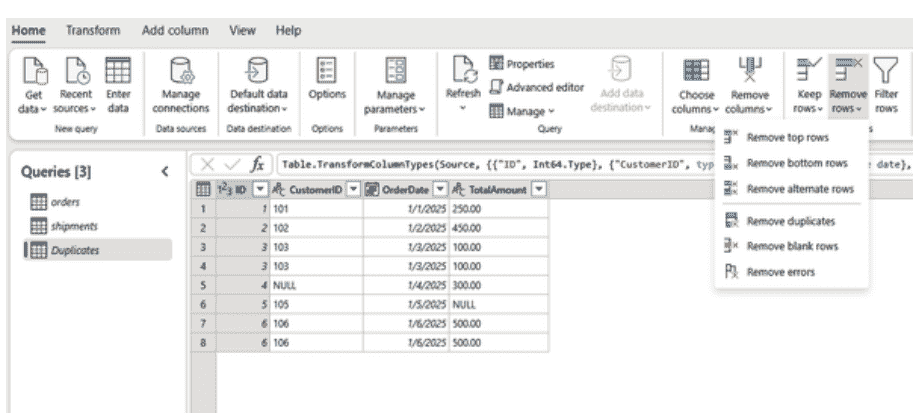 Home Transform Add column View Help
Get data Recent sources Enter data Manage connections Default data destination Options Manage parameters Refresh Properties Advanced editor Manage Add data destination Choose columns Remove columns Keep rows Remove rows Filter rows
New query Data sources Data destination Options Parameters Query Manag s
Remove top rows
Remove bottom rows
Remove alternate rows
Remove duplicates
Remove blank rows
Remove errors
Queries [3]
orders
shipments
Duplicates
fx Table.TransformColumnTypes(Source, {{"ID", Int64.Type}, {"CustomerID", typ e date},
1²3 ID ABC CustomerID OrderDate ABC TotalAmount
1 1 101 1/1/2025 250.00
2 2 102 1/2/2025 450.00
3 3 103 1/3/2025 100.00
4 3 103 1/3/2025 100.00
5 4 NULL 1/4/2025 300.00
6 5 105 1/5/2025 NULL
7 6 106 1/6/2025 500.00
8 6 106 1/6/2025 500.00